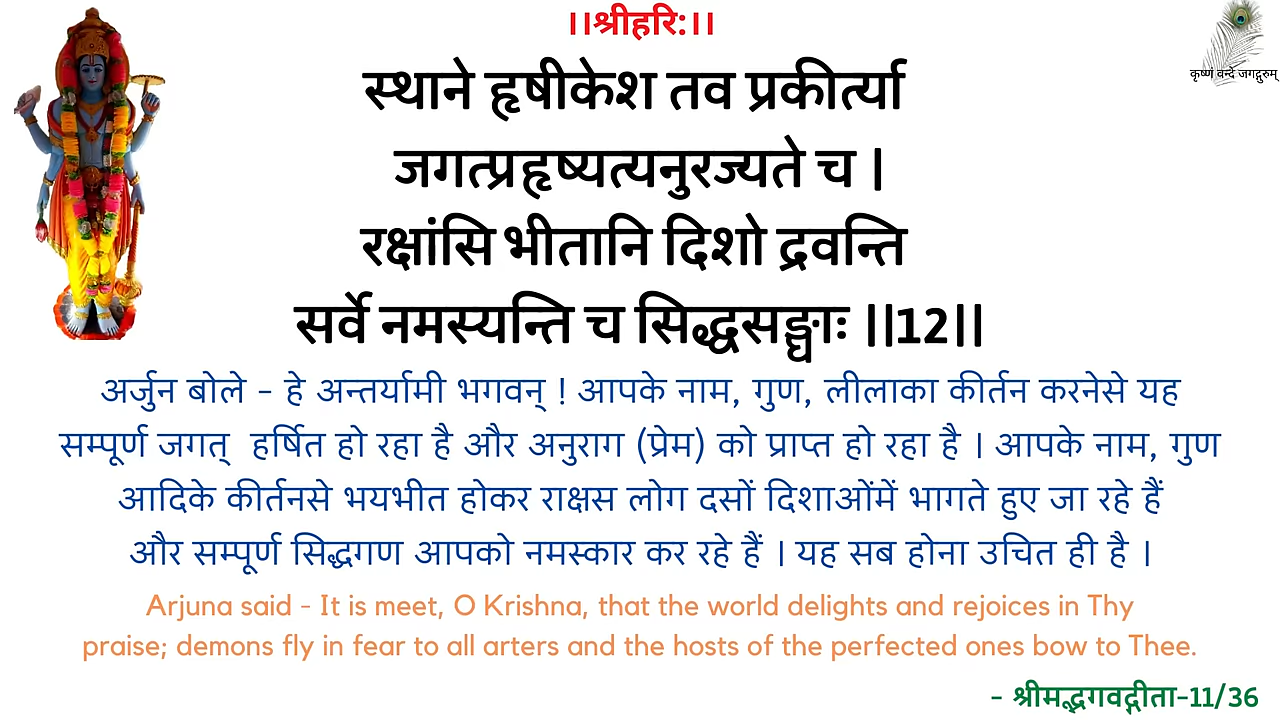 ।।श्रीहरि:।।
कृष्णं वन्दे जगद्गुरुम्
स्थाने हृषीकेश तव प्रकीर्त्या
जगत्प्रहृष्यत्यनुरज्यते च ।
रक्षांसि भीतानि दिशो द्रवन्ति
सर्वे नमस्यन्ति च सिद्धसङ्घाः ||12||
अर्जुन बोले - हे अन्तर्यामी भगवन् ! आपके नाम, गुण, लीलाका कीर्तन करनेसे यह
सम्पूर्ण जगत् हर्षित हो रहा है और अनुराग (प्रेम) को प्राप्त हो रहा है । आपके नाम, गुण
आदिके कीर्तनसे भयभीत होकर राक्षस लोग दसों दिशाओंमें भागते हुए जा रहे हैं
और सम्पूर्ण सिद्धगण आपको नमस्कार कर रहे हैं । यह सब होना उचित ही है ।
Arjuna said - It is meet, O Krishna, that the world delights and rejoices in Thy
praise; demons fly in fear to all arters and the hosts of the perfected ones bow to Thee.
- श्रीमद्भगवद्गीता-11/36